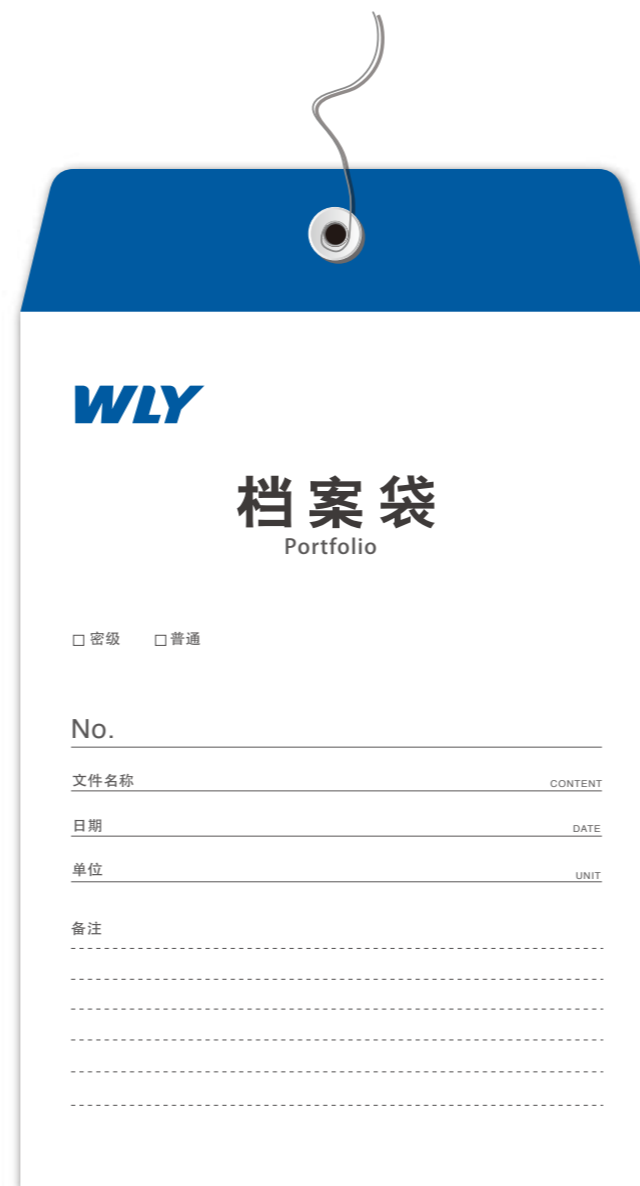 WLY
档案袋
Portfolio
□ 密级 □ 普通
No.
文件名称 CONTENT
日期 DATE
单位 UNIT
备注